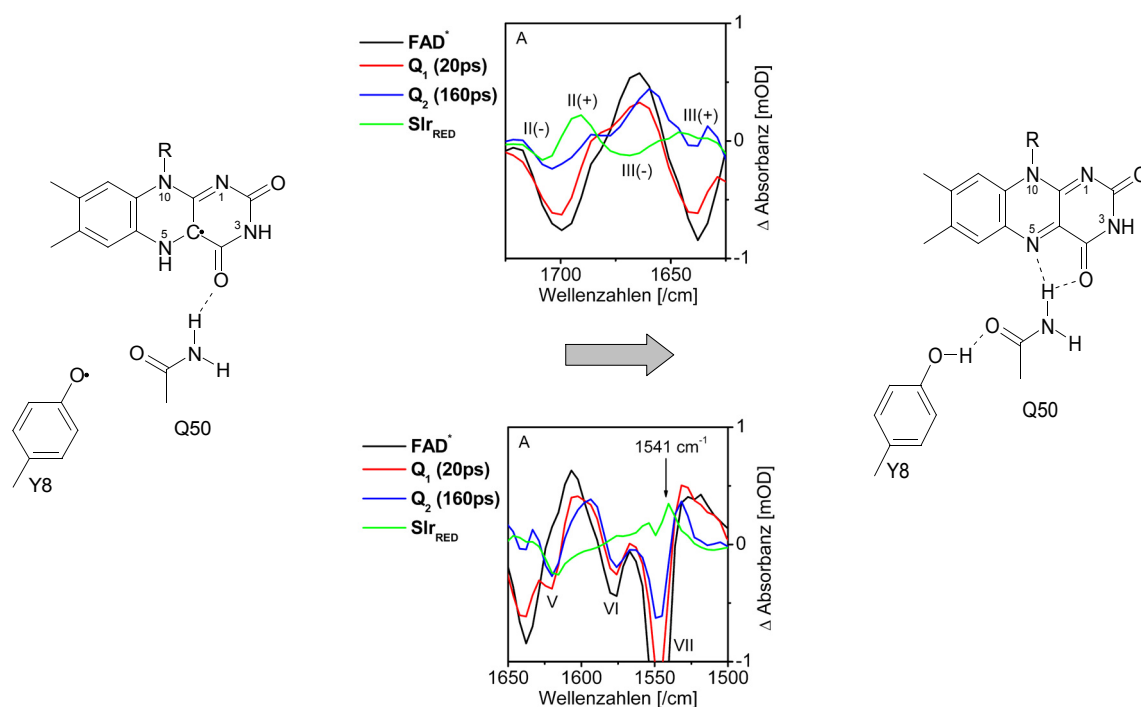 FAD*
Q1 (20ps)
Q2 (160ps)
SlrRED
A
II(-)
II(+)
III(-)
III(+)
1
0
-1
Δ Absorbanz [mOD]
1700
1650
Wellenzahlen [/cm]
R
N
10
N
1
O
5
N
H
C•
3
NH
O
H
O
N
H
O•
Q50
Y8
R
N
10
N
1
O
5
N
3
NH
O
H
O
N
H
O
H
Q50
Y8
FAD*
Q1 (20ps)
Q2 (160ps)
SlrRED
A
1541 cm-1
V
VI
VII
1
0
-1
Δ Absorbanz [mOD]
1650
1600
1550
1500
Wellenzahlen [/cm]